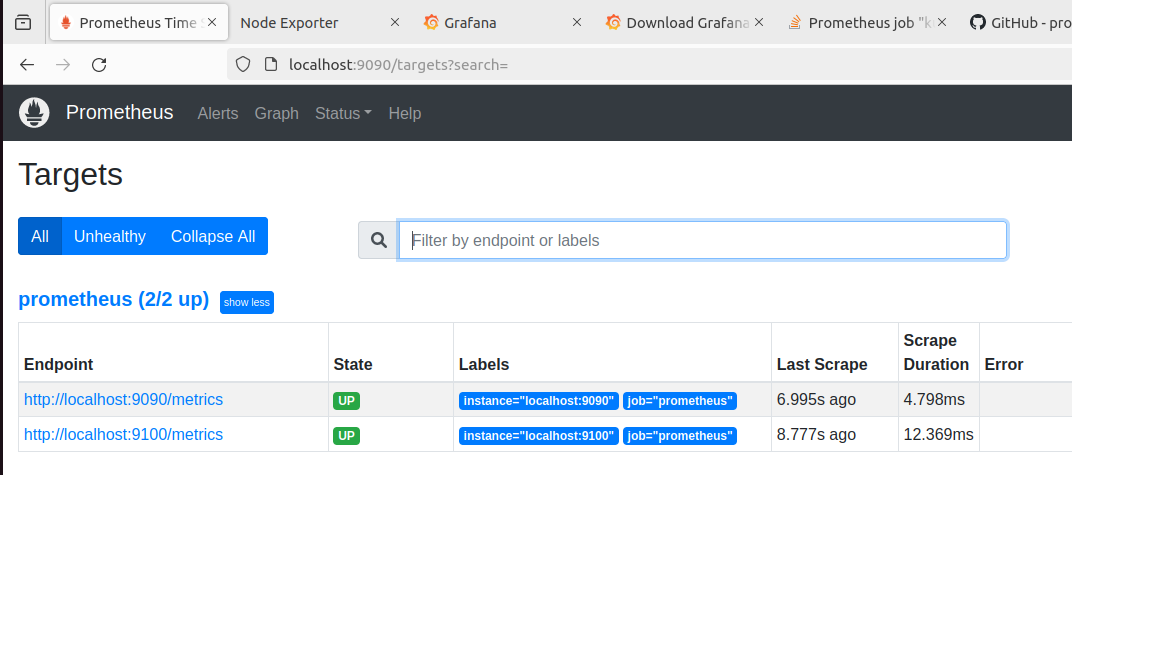 Prometheus Time S
Node Exporter
Grafana
Download Grafana
Prometheus job "k
GitHub - pro
localhost:9090/targets?search=
Prometheus Alerts Graph Status Help
Targets
All Unhealthy Collapse All
Filter by endpoint or labels
prometheus (2/2 up) show less
Endpoint State Labels Last Scrape Scrape Duration Error
http://localhost:9090/metrics UP instance="localhost:9090" job="prometheus" 6.995s ago 4.798ms
http://localhost:9100/metrics UP instance="localhost:9100" job="prometheus" 8.777s ago 12.369ms